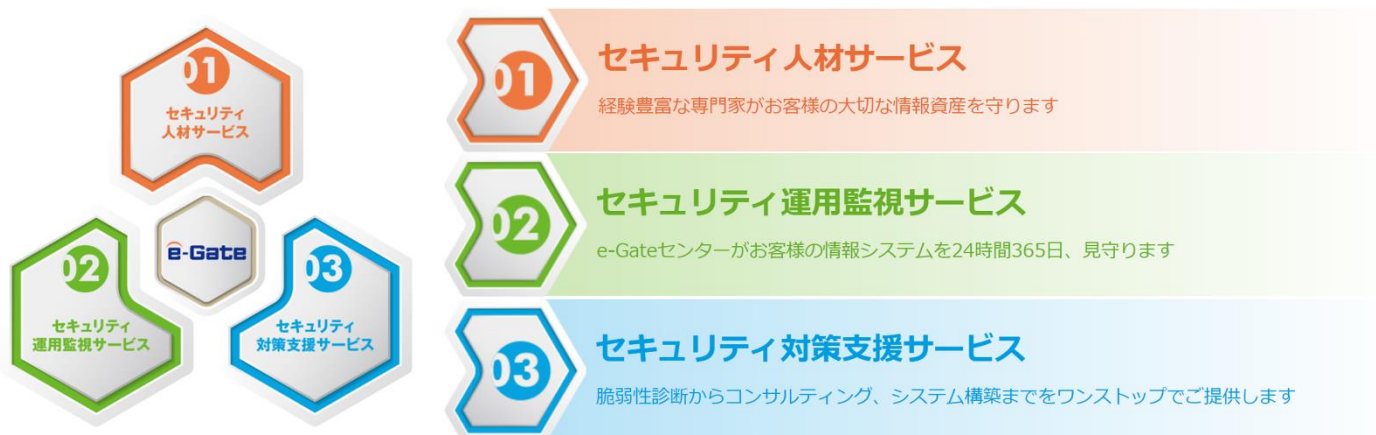 01
セキュリティ
人材サービス
e-Gate
02
セキュリティ
運用監視サービス
03
セキュリティ
対策支援サービス
01
セキュリティ人材サービス
経験豊富な専門家がお客様の大切な情報資産を守ります
02
セキュリティ運用監視サービス
e-Gateセンターがお客様の情報システムを24時間365日、見守ります
03
セキュリティ対策支援サービス
脆弱性診断からコンサルティング、システム構築までをワンストップでご提供します